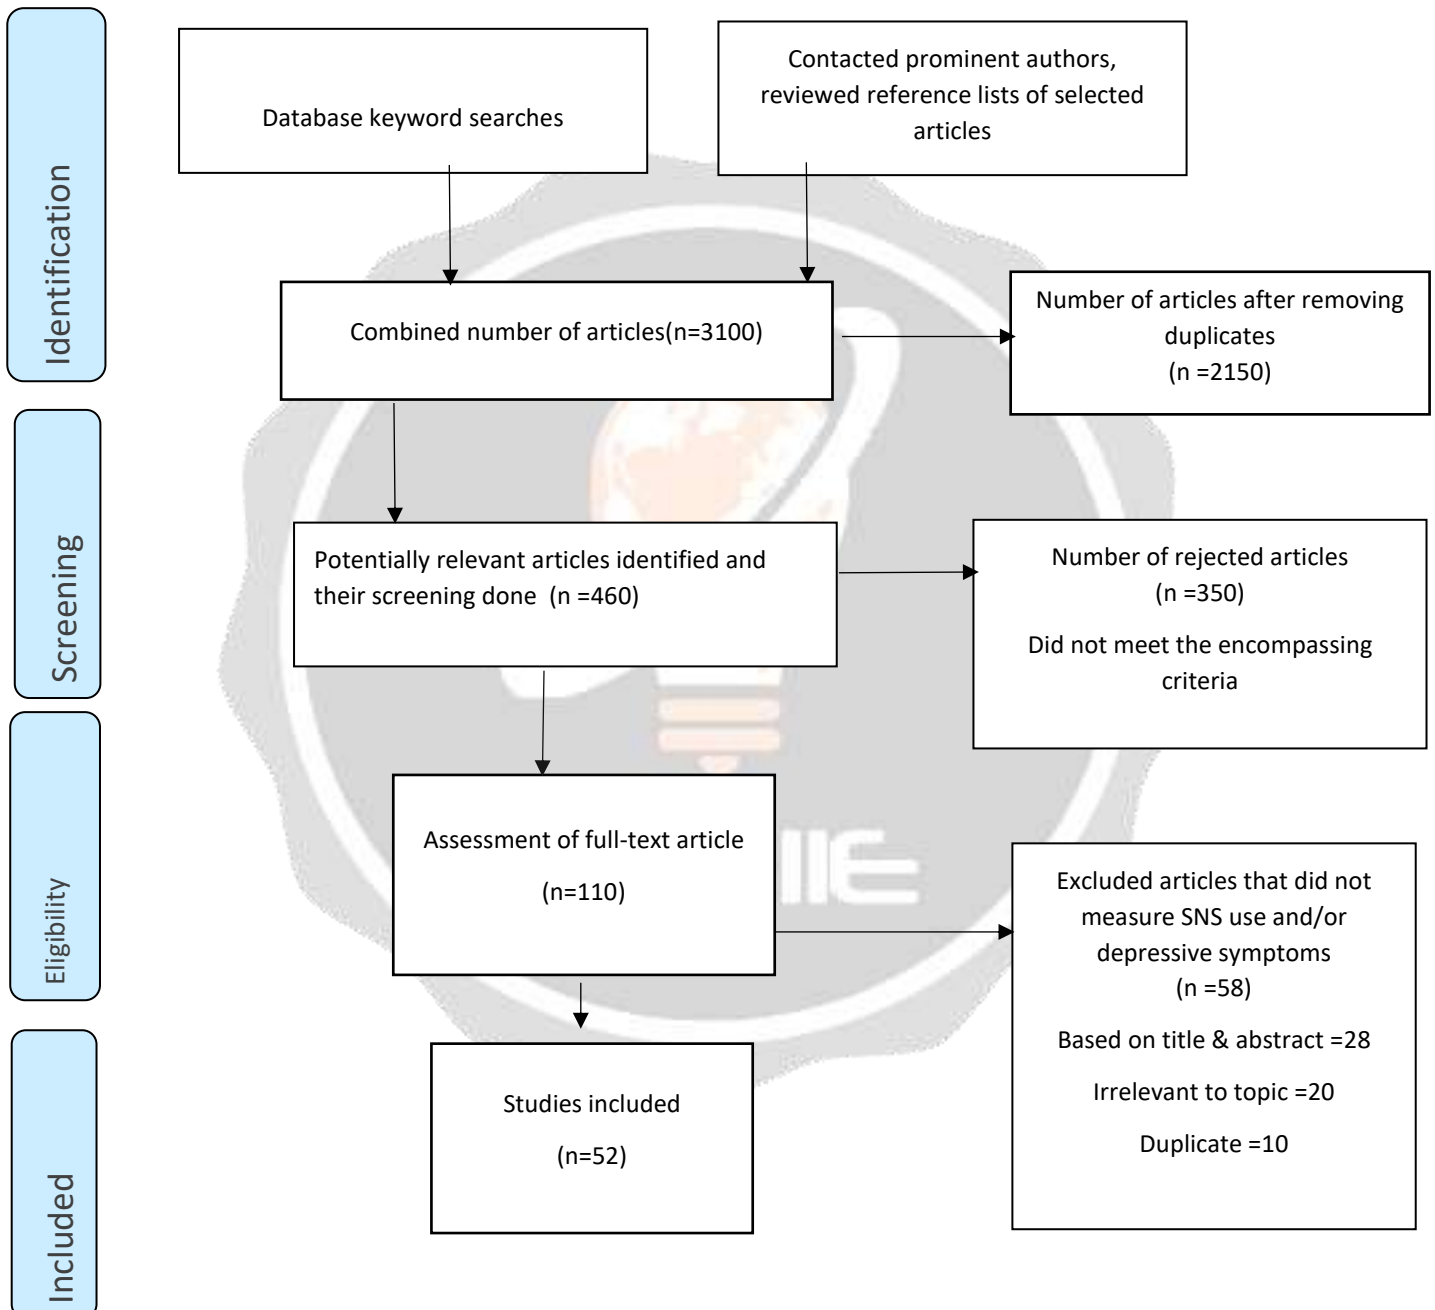 Identification
Database keyword searches
Contacted prominent authors,
reviewed reference lists of selected
articles
Combined number of articles(n=3100)
Number of articles after removing
duplicates
(n =2150)
Screening
Potentially relevant articles identified and
their screening done (n =460)
Number of rejected articles
(n =350)
Did not meet the encompassing
criteria
Eligibility
Assessment of full-text article
(n=110)
Excluded articles that did not
measure SNS use and/or
depressive symptoms
(n =58)
Based on title & abstract =28
Irrelevant to topic =20
Duplicate =10
Included
Studies included
(n=52)